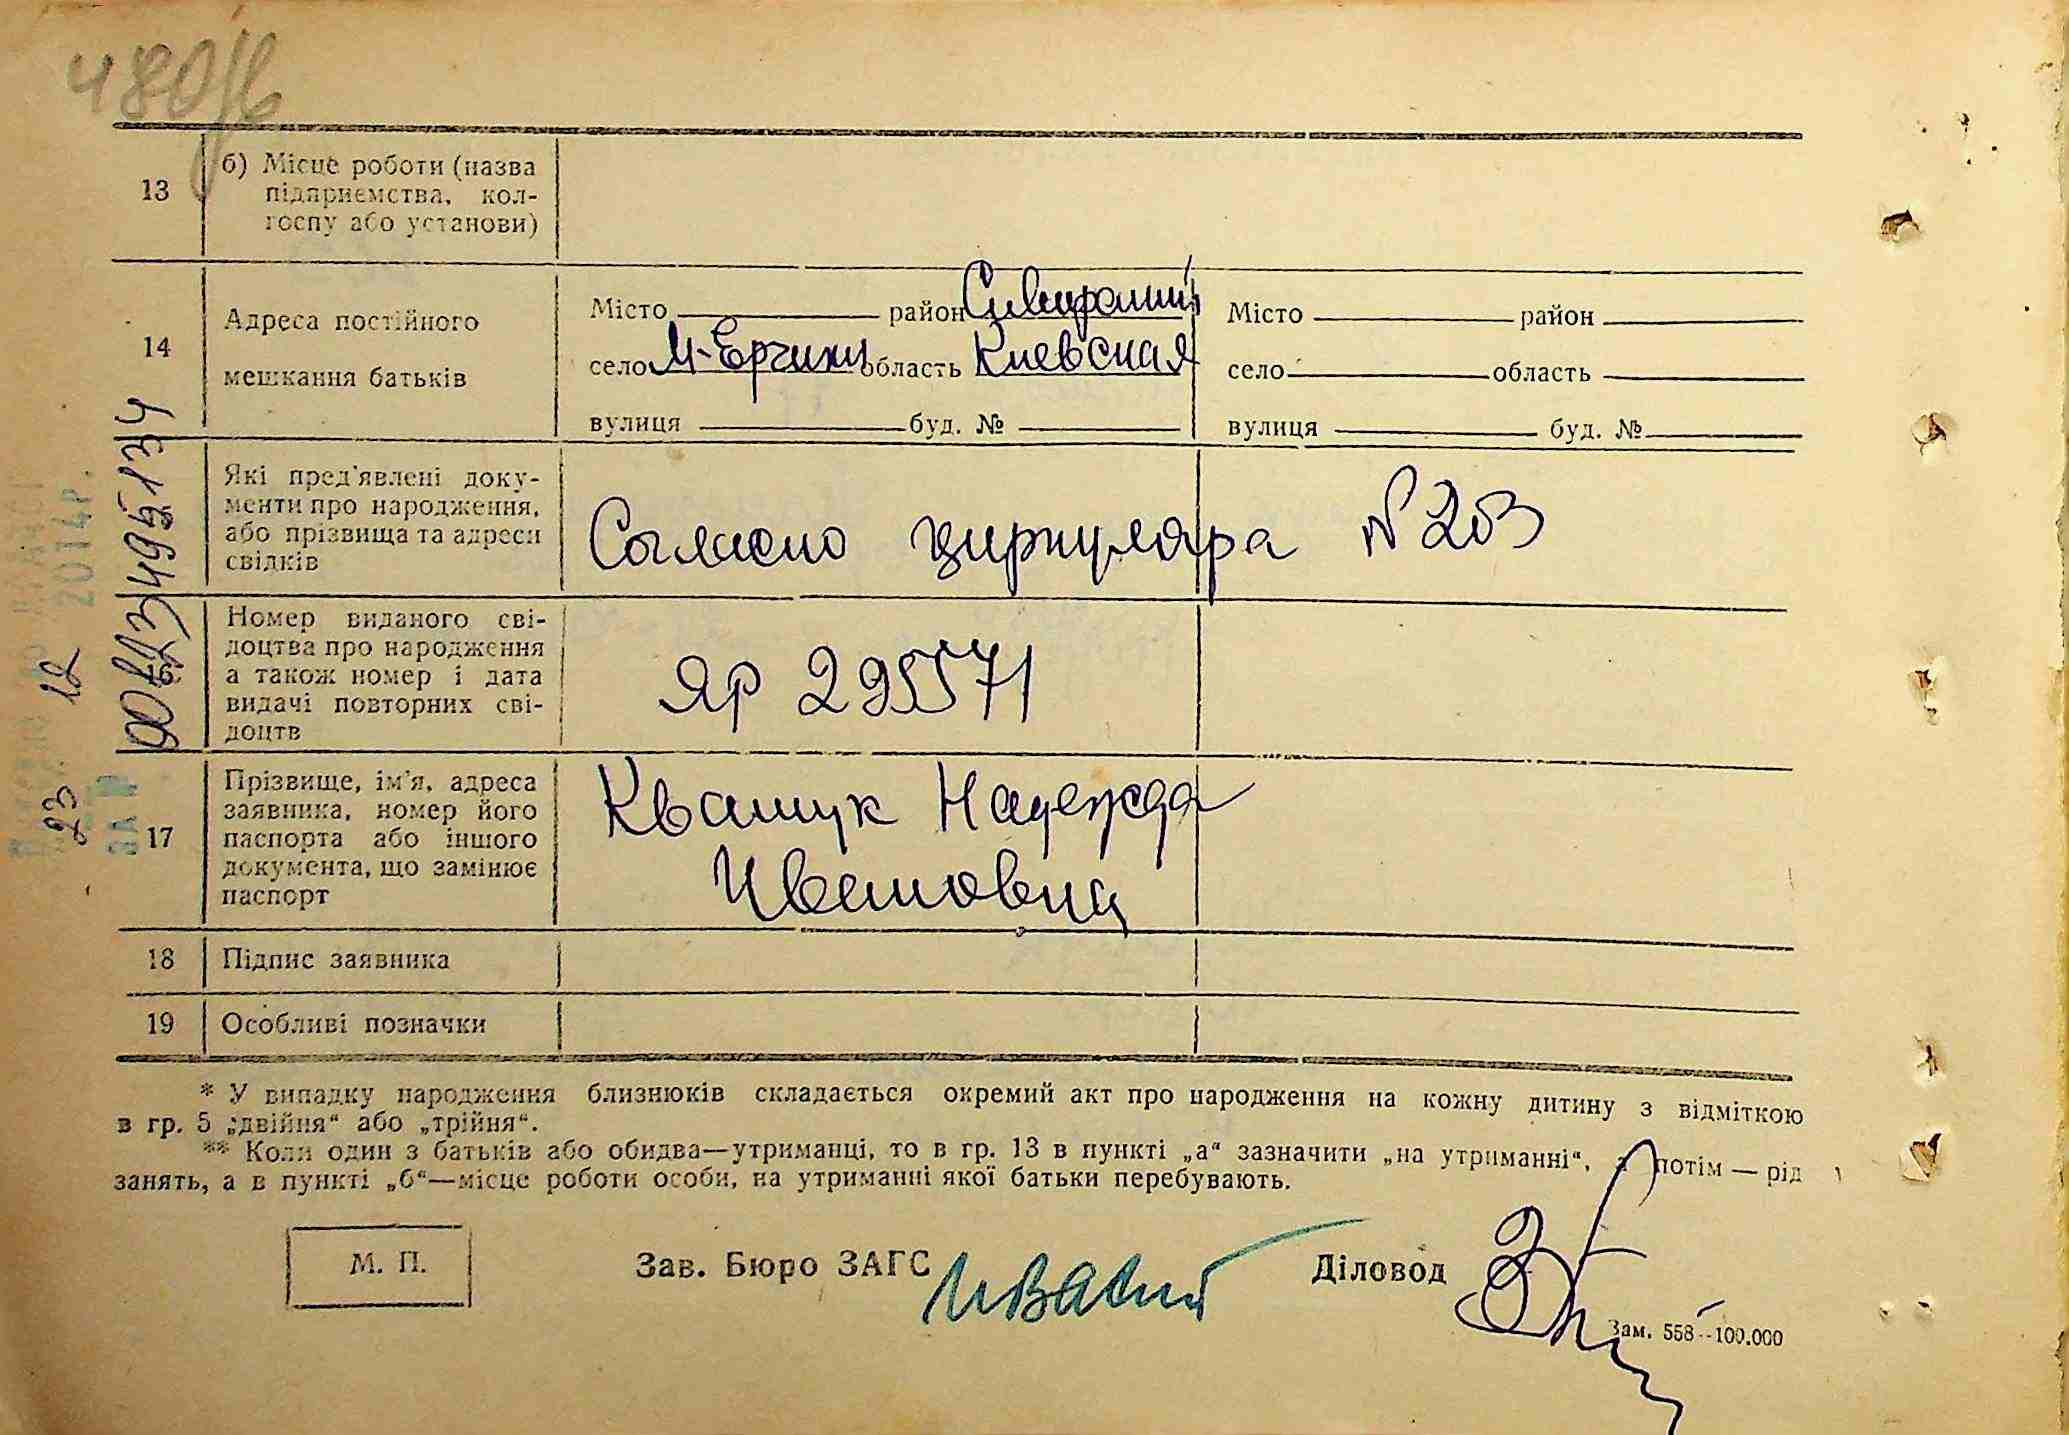 480/6
13 б) Місце роботи (назва
підприємства, кол-
госпу або установи)
14 Адреса постійного
мешкання батьків
Місто район Сквирский
село М-Ерчики область Киевская
вулиця буд. №
Місто район
село область
вулиця буд. №
Які пред'явлені доку-
менти про народження,
або прізвища та адреси
свідків
Согласно циркуляра № 203
Номер виданого сві-
доцтва про народження
а також номер і дата
видачі повторних сві-
доцтв
ЯР 295571
17 Прізвище, ім'я, адреса
заявника, номер його
паспорта або іншого
документа, що замінює
паспорт
Квашук Надежда
Ивановна
18 Підпис заявника
19 Особливі позначки
* У випадку народження близнюків складається окремий акт про народження на кожну дитину з відміткою
в гр. 5 „двійня“ або „трійня“.
** Коли один з батьків або обидва—утриманці, то в гр. 13 в пункті „а“ зазначити „на утриманні“, а потім — рід
занять, а в пункті „б“—місце роботи особи, на утриманні якої батьки перебувають.
М. П.
Зав. Бюро ЗАГС
Діловод
Зам. 558--100.000
2014р.
23 12